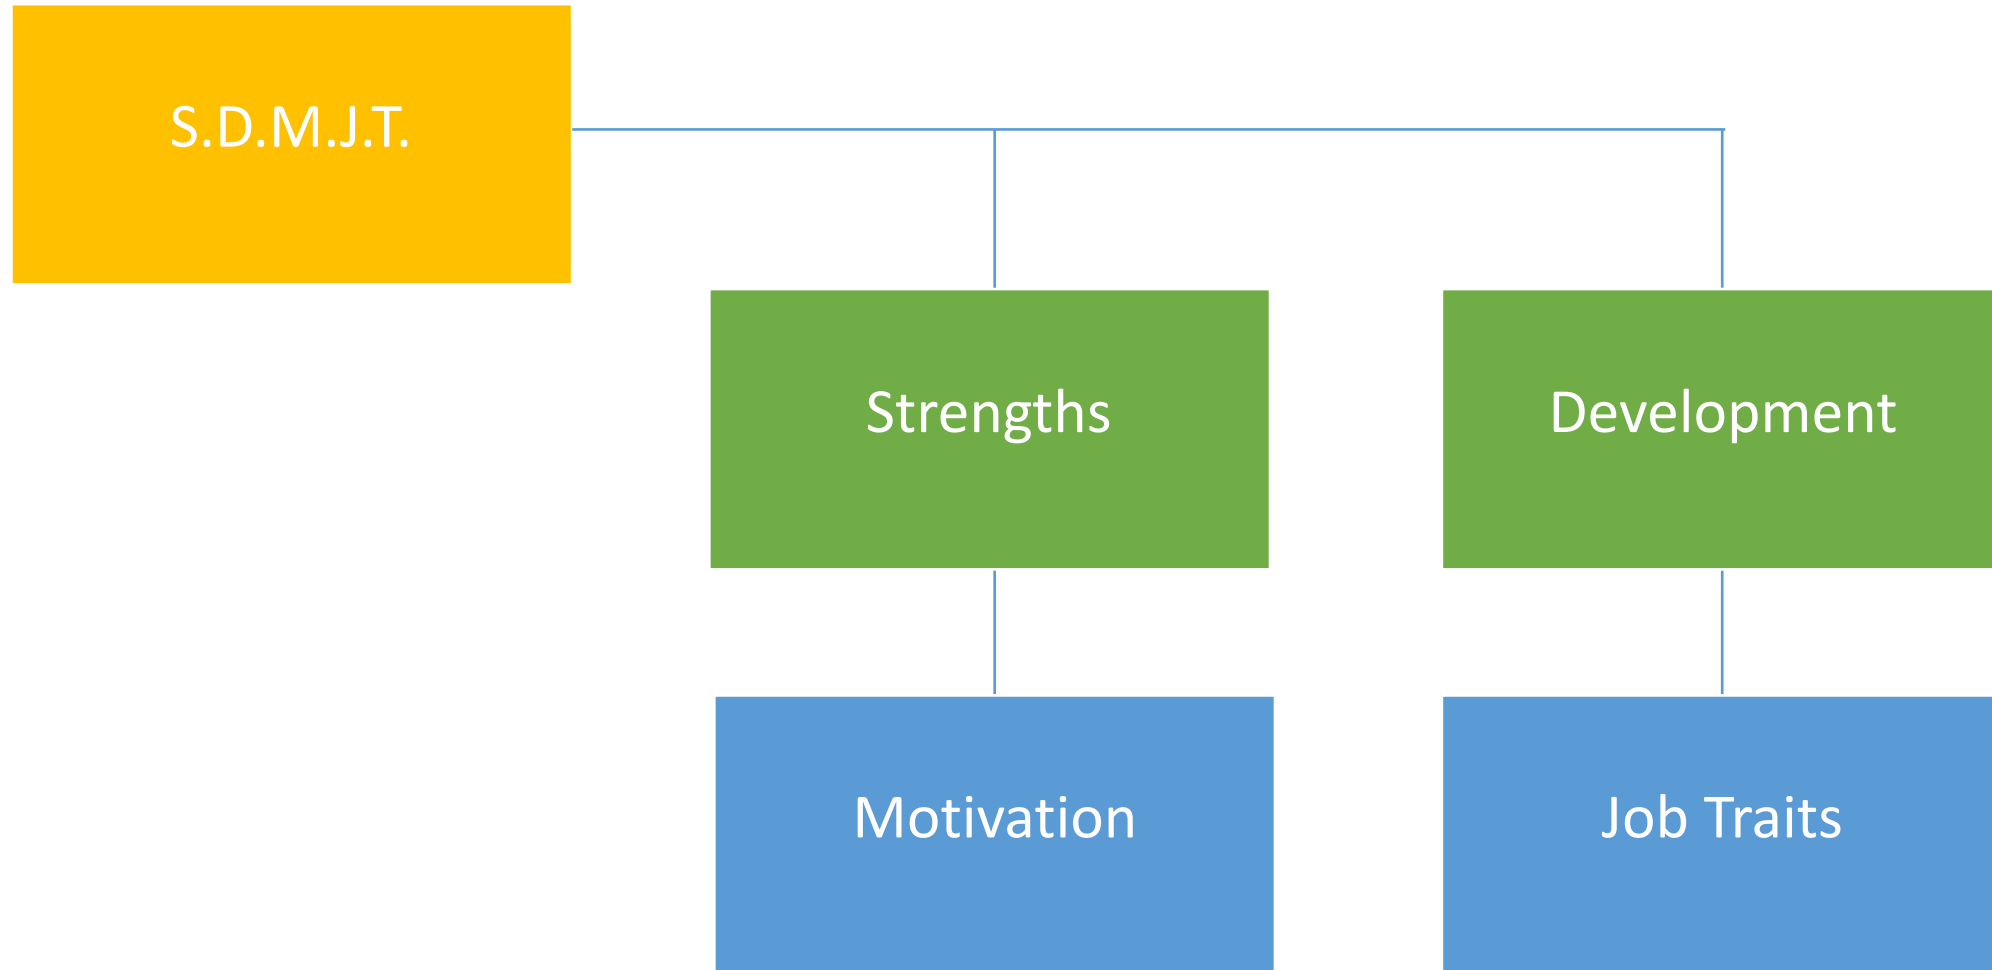 S.D.M.J.T.
Strengths
Development
Motivation
Job Traits